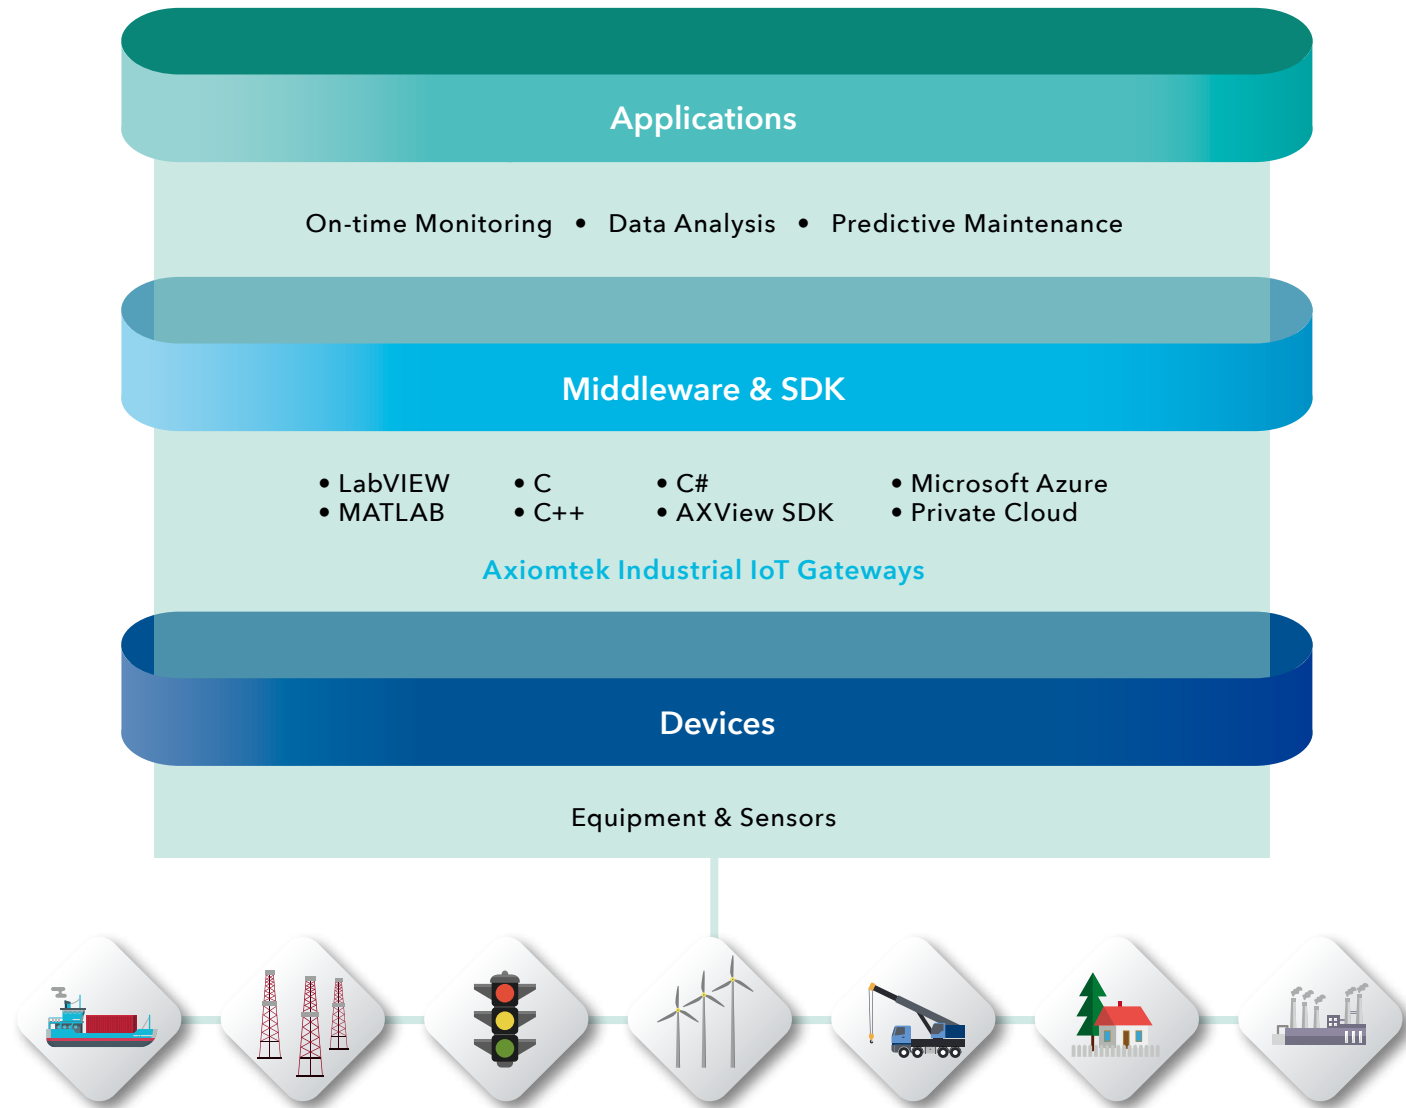 Applications
On-time Monitoring • Data Analysis • Predictive Maintenance
Middleware & SDK
• LabVIEW • C • C# • Microsoft Azure
• MATLAB • C++ • AXView SDK • Private Cloud
Axiomtek Industrial IoT Gateways
Devices
Equipment & Sensors